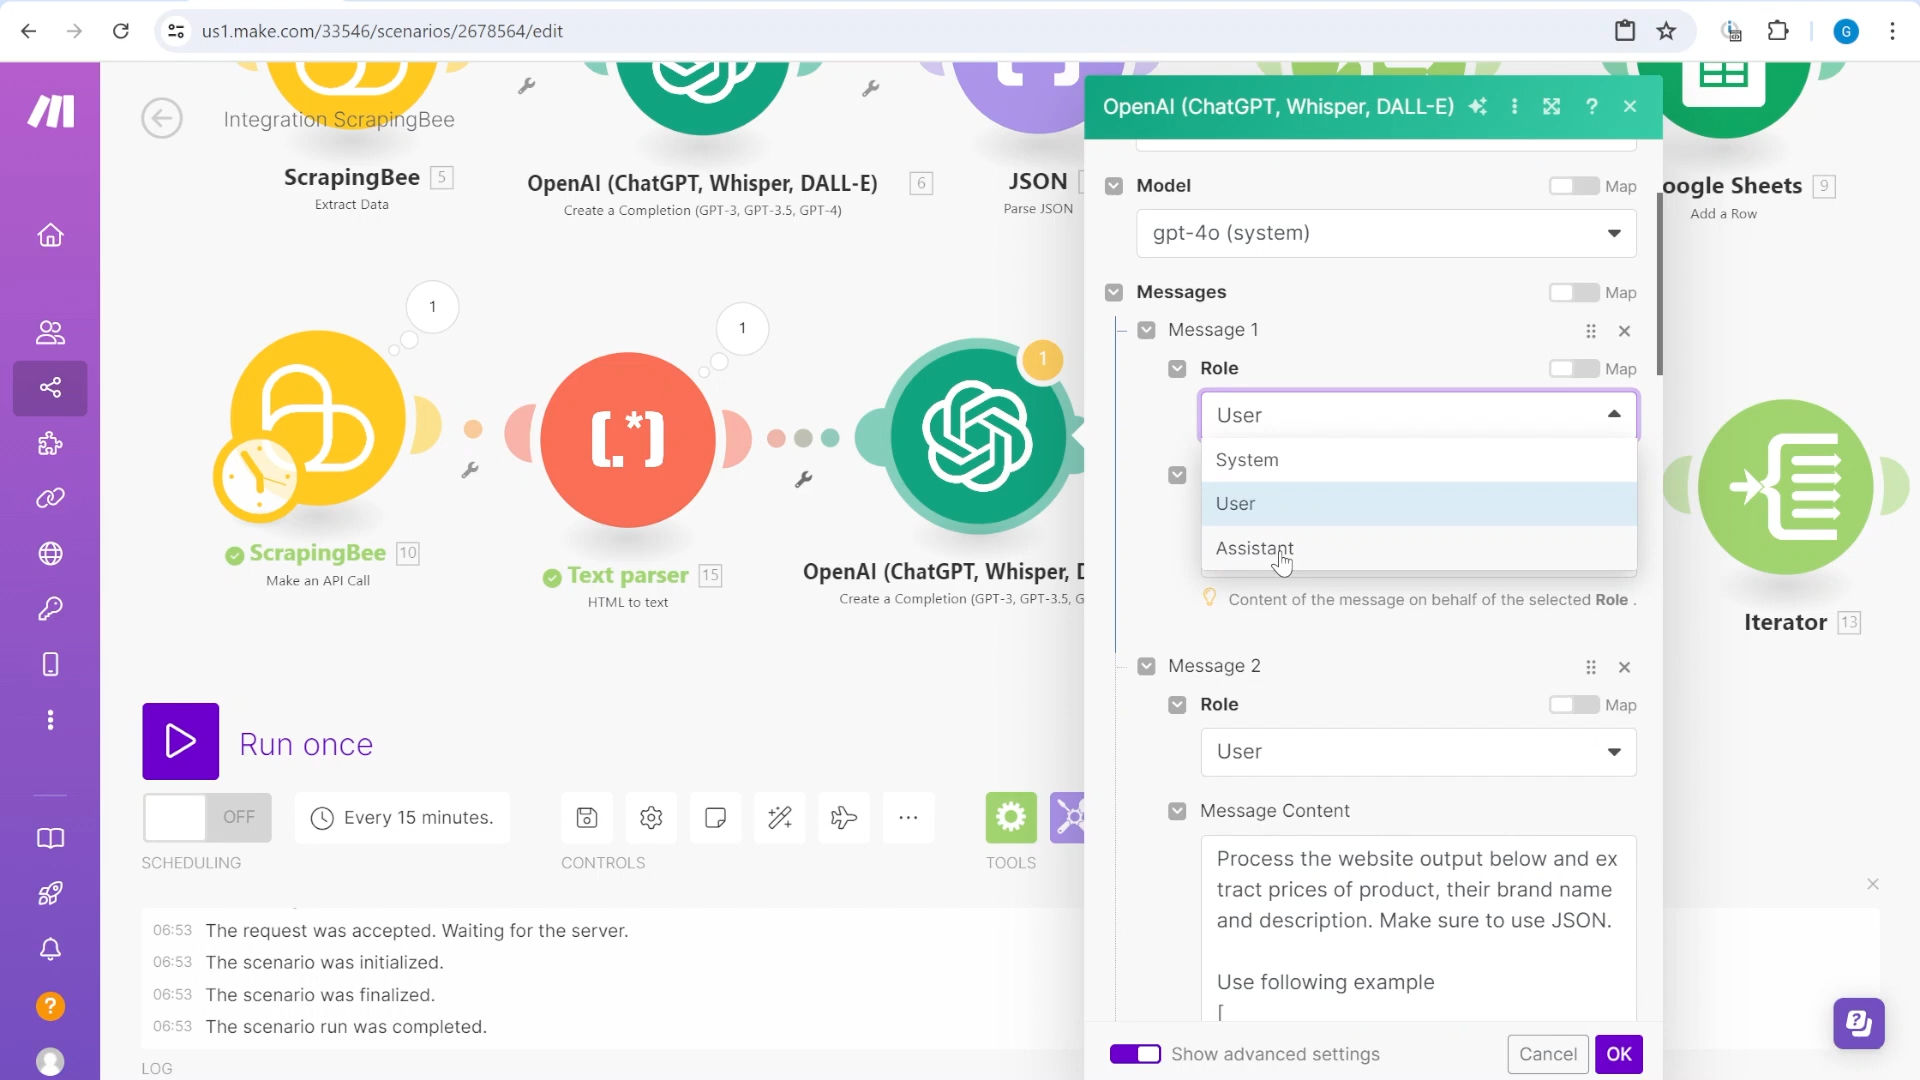 us1.make.com/33546/scenarios/2678564/edit
G
Integration ScrapingBee
ScrapingBee 5
Extract Data
OpenAI (ChatGPT, Whisper, DALL-E) 6
Create a Completion (GPT-3, GPT-3.5, GPT-4)
JSON
Parse JSON
oogle Sheets 9
Add a Row
OpenAI (ChatGPT, Whisper, DALL-E)
?
Model
Map
gpt-4o (system)
Messages
Map
Message 1
Role
Map
User
System
User
Assistant
Content of the message on behalf of the selected Role .
Message 2
Role
Map
User
Message Content
Process the website output below and ex
tract prices of product, their brand name
and description. Make sure to use JSON.
Use following example
[
Show advanced settings
Cancel
OK
1
1
1
[.*]
ScrapingBee 10
Make an API Call
Text parser 15
HTML to text
OpenAI (ChatGPT, Whisper, D
Create a Completion (GPT-3, GPT-3.5, G
Iterator 13
Run once
OFF
Every 15 minutes.
SCHEDULING
CONTROLS
TOOLS
06:53 The request was accepted. Waiting for the server.
06:53 The scenario was initialized.
06:53 The scenario was finalized.
06:53 The scenario run was completed.
LOG
?
?